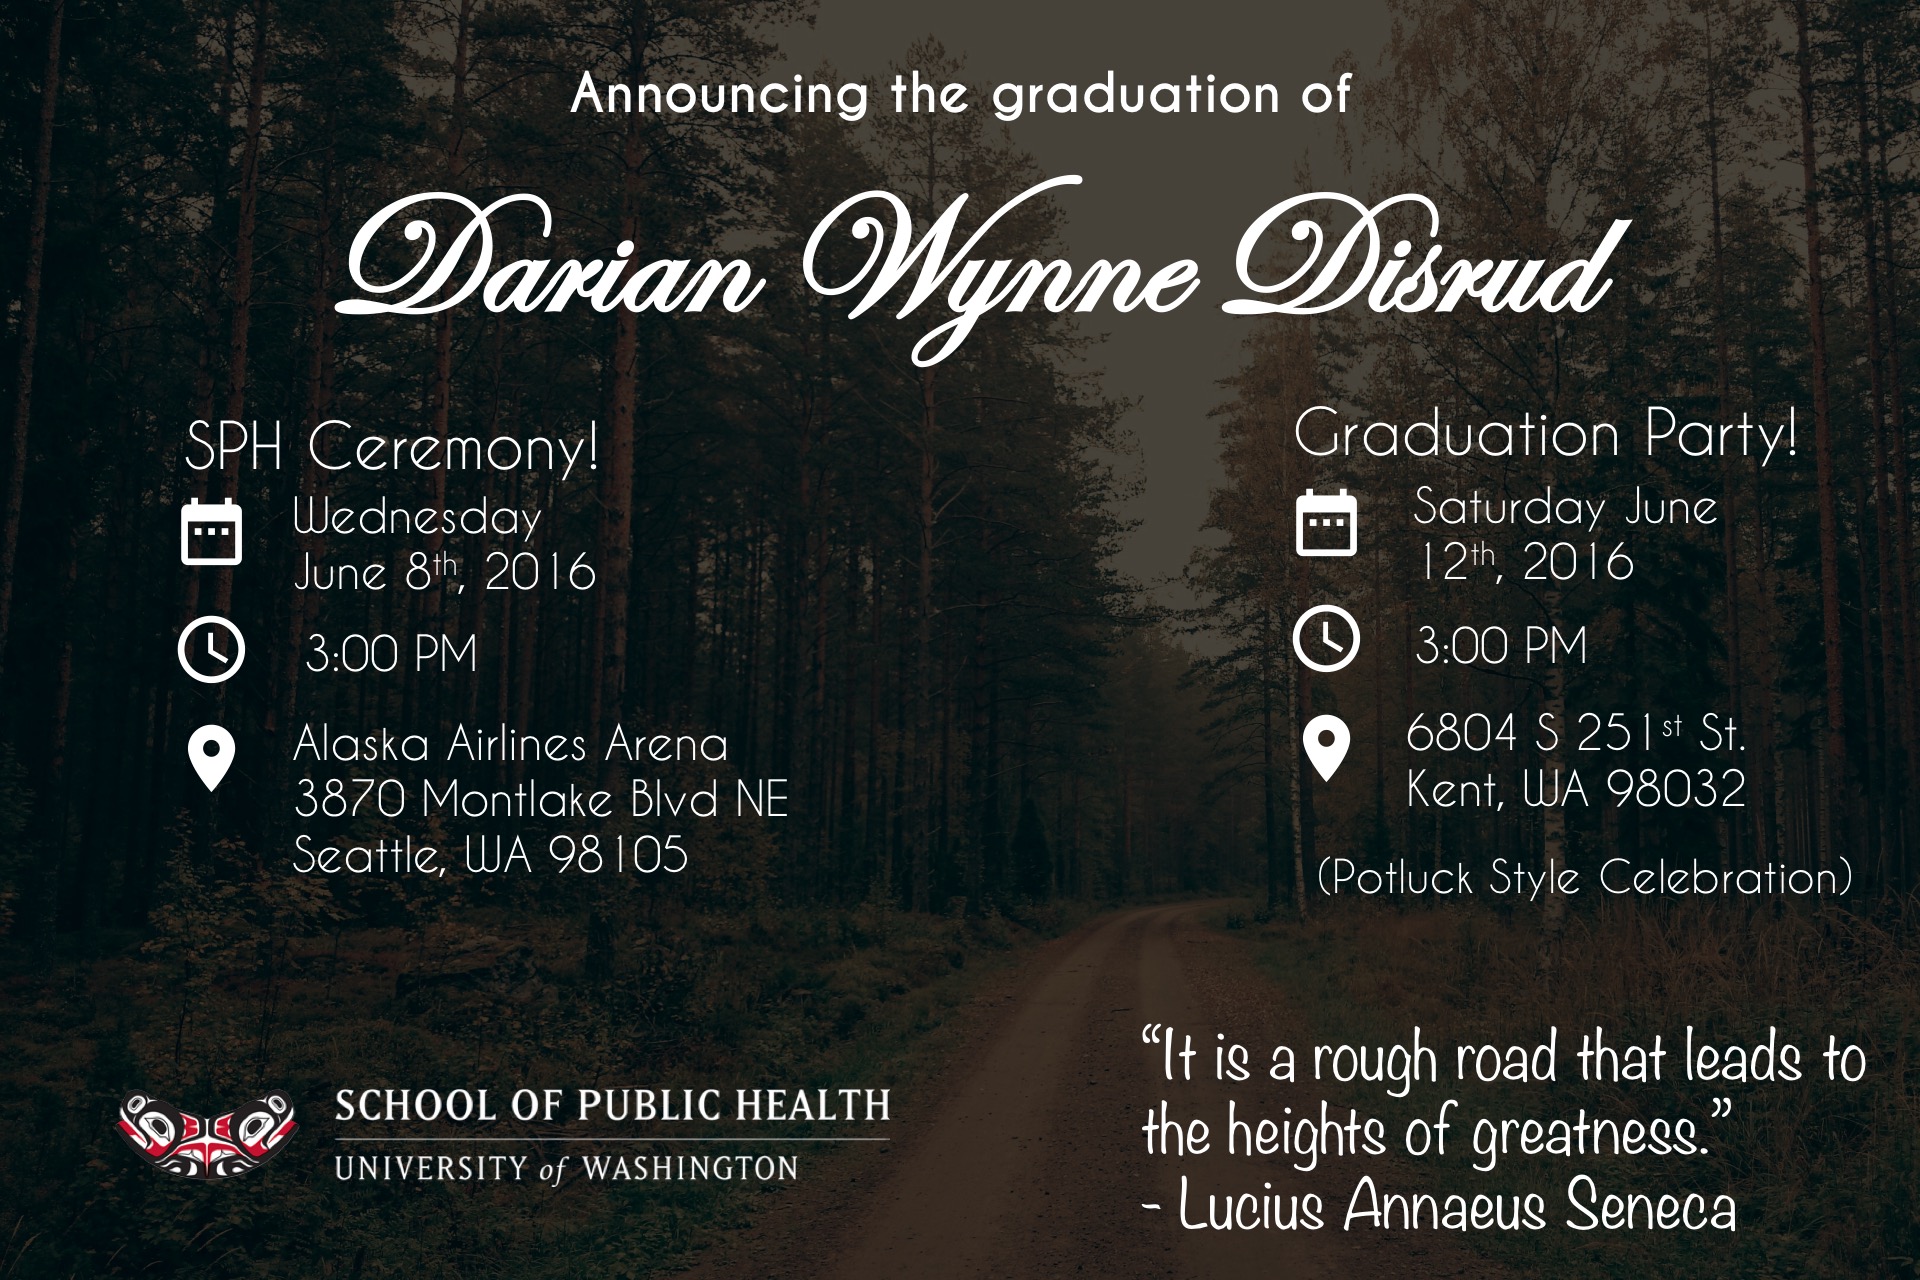 Announcing the graduation of
Darian Wynne Disrud
SPH Ceremony!
Wednesday
June 8th, 2016
3:00 PM
Alaska Airlines Arena
3870 Montlake Blvd NE
Seattle, WA 98105
Graduation Party!
Saturday June
12th, 2016
3:00 PM
6804 S 251st St.
Kent, WA 98032
(Potluck Style Celebration)
SCHOOL OF PUBLIC HEALTH
UNIVERSITY of WASHINGTON
“It is a rough road that leads to
the heights of greatness.”
- Lucius Annaeus Seneca